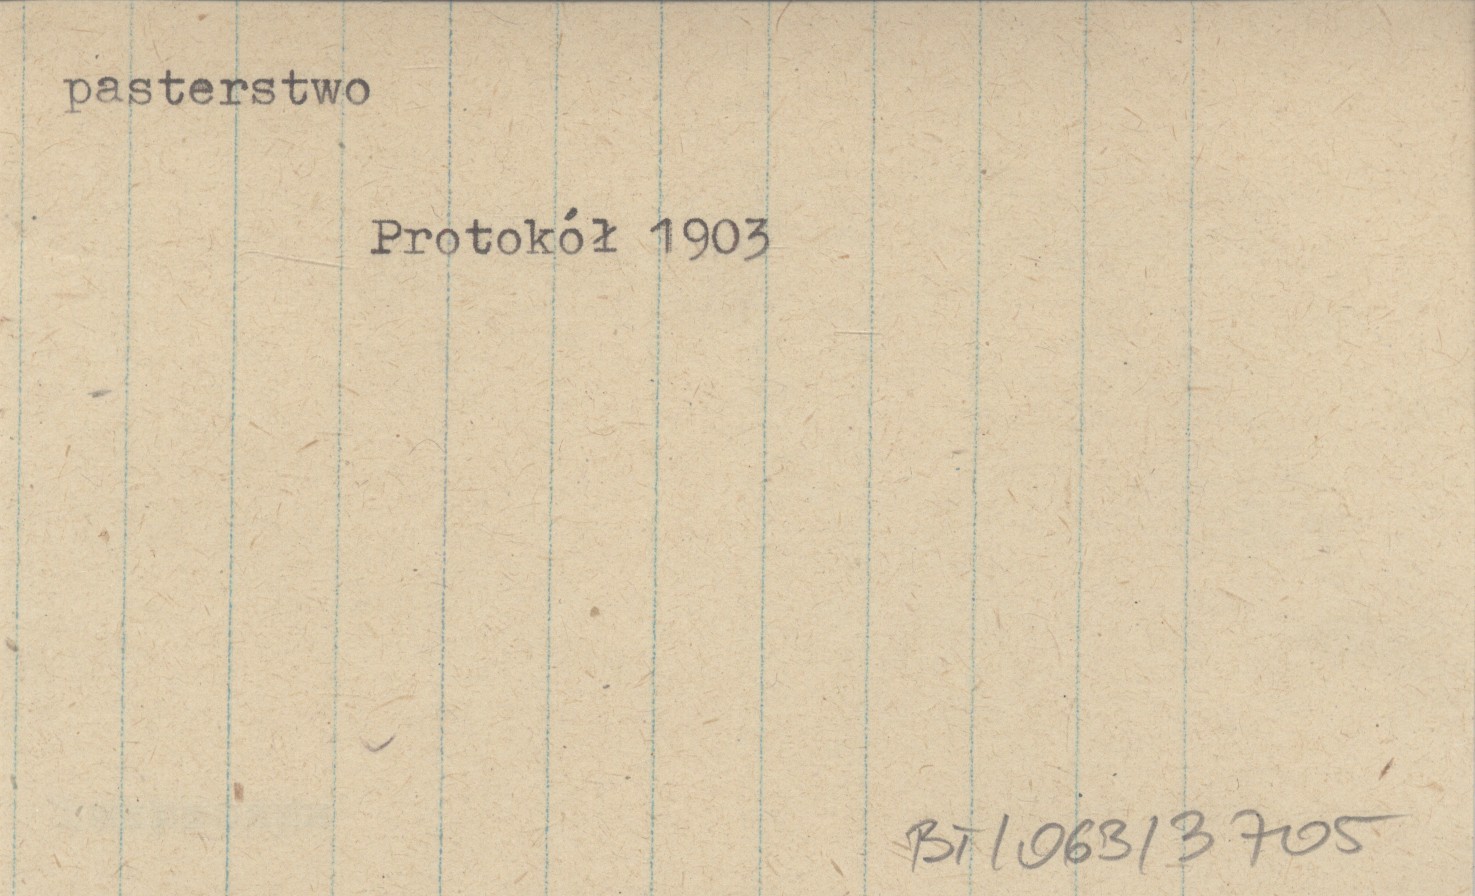 pasterstwo
Protokół 1903
BT/063/3705